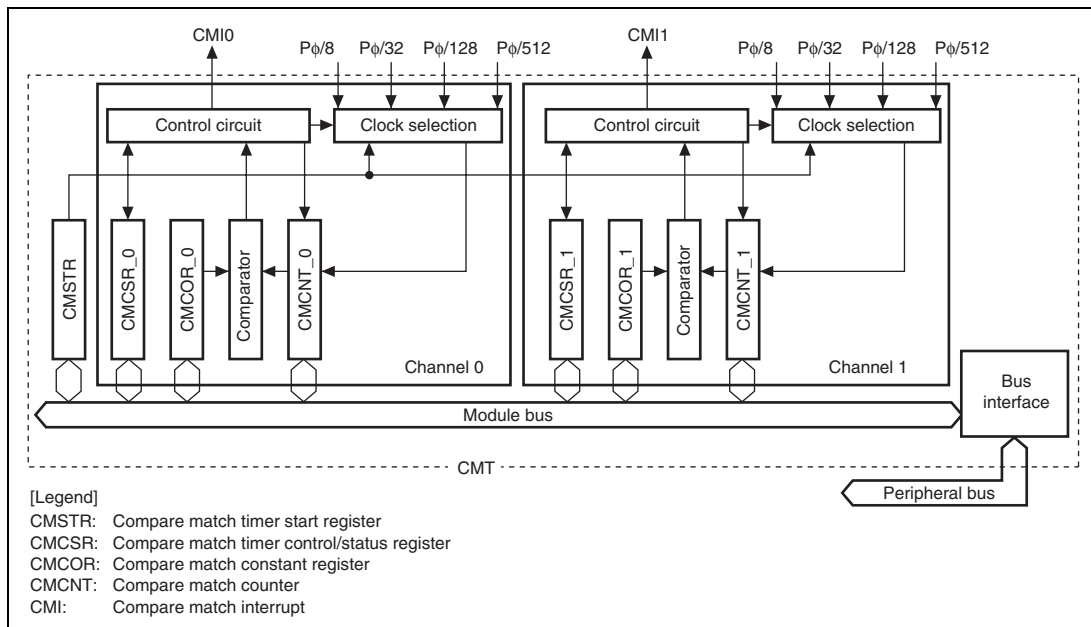 CMI0 Pϕ/8 Pϕ/32 Pϕ/128 Pϕ/512 CMI1 Pϕ/8 Pϕ/32 Pϕ/128 Pϕ/512
Control circuit Clock selection Control circuit Clock selection
CMSTR
CMCSR_0
CMCOR_0
Comparator
CMCNT_0
CMCSR_1
CMCOR_1
Comparator
CMCNT_1
Channel 0 Channel 1
Bus
interface
Module bus
CMT
Peripheral bus
[Legend]
CMSTR: Compare match timer start register
CMCSR: Compare match timer control/status register
CMCOR: Compare match constant register
CMCNT: Compare match counter
CMI: Compare match interrupt